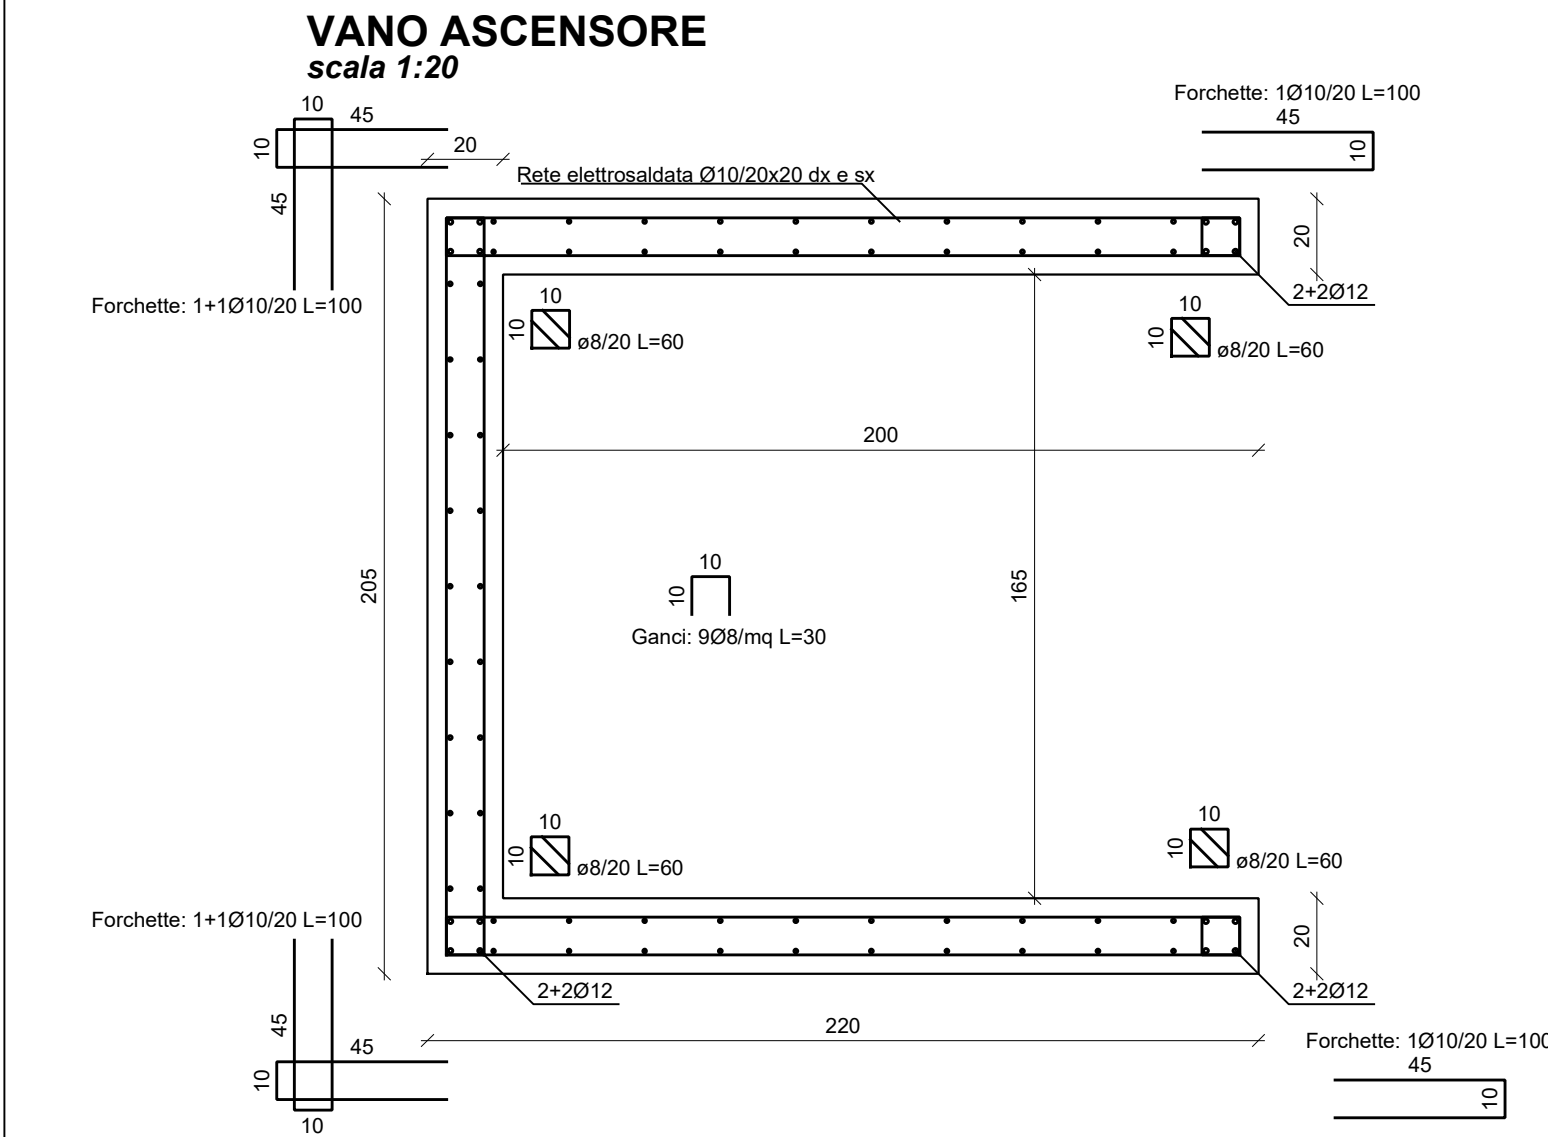 VANO ASCENSORE
scala 1:20
Forchette: 1Ø10/20 L=100
45
10
10
45
10
45
20
Rete elettrosaldata Ø10/20x20 dx e sx
20
2+2Ø12
Forchette: 1+1Ø10/20 L=100
10
10
ø8/20 L=60
10
10
ø8/20 L=60
200
205
165
10
10
Ganci: 9Ø8/mq L=30
10
10
ø8/20 L=60
10
10
ø8/20 L=60
Forchette: 1+1Ø10/20 L=100
20
2+2Ø12
2+2Ø12
220
45
45
10
10
Forchette: 1Ø10/20 L=100
45
10